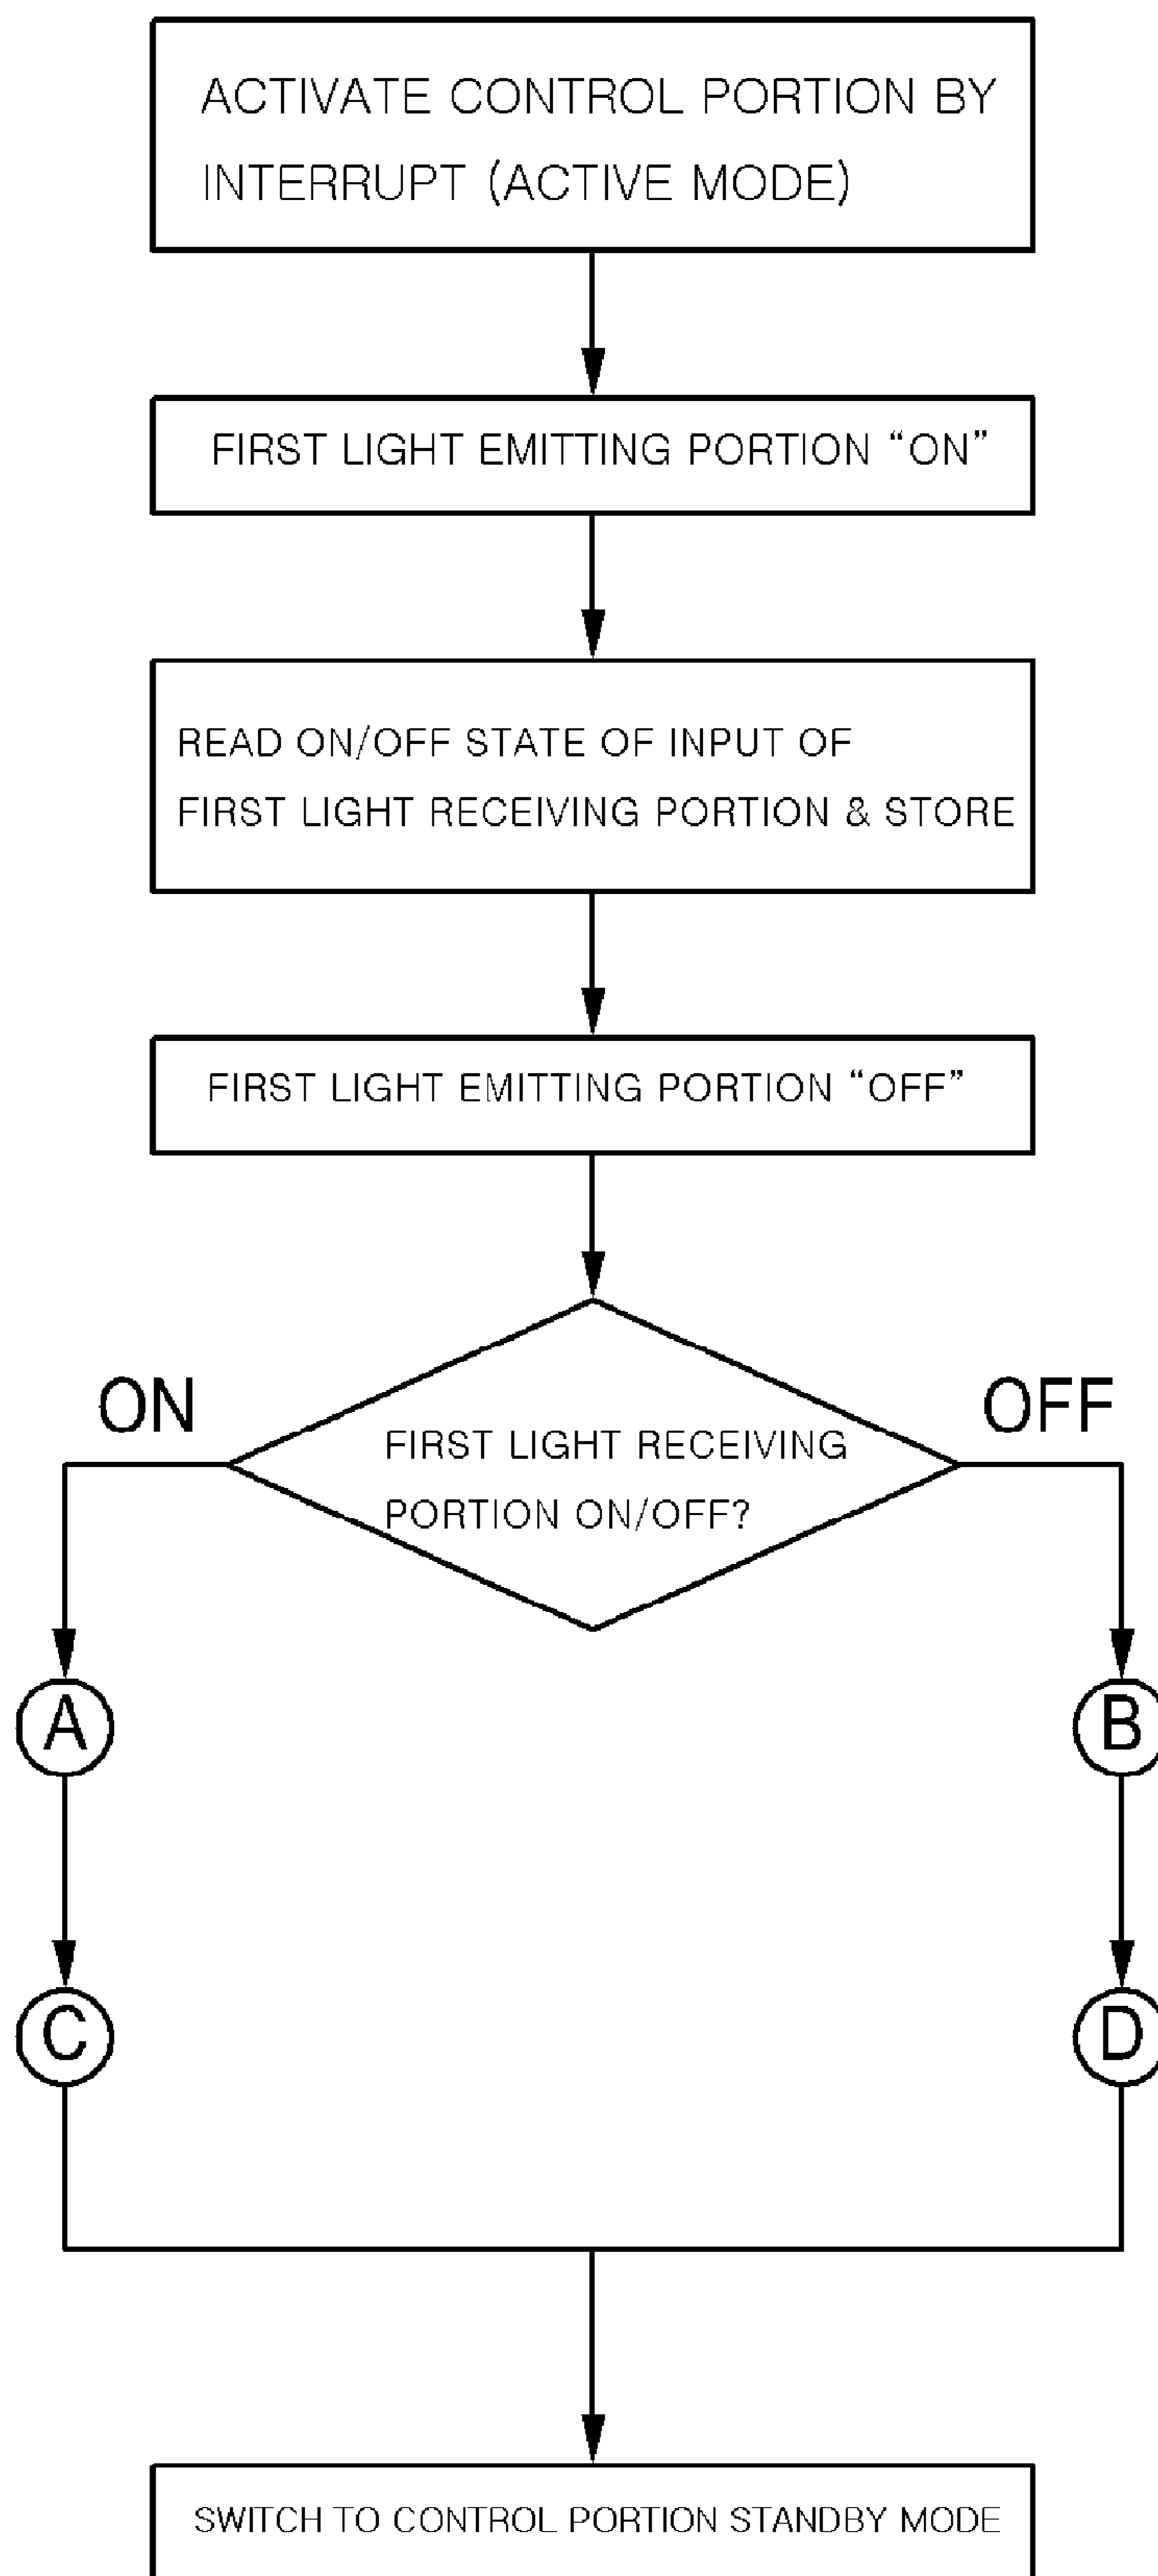 ACTIVATE CONTROL PORTION BY
INTERRUPT (ACTIVE MODE)
FIRST LIGHT EMITTING PORTION “ON”
READ ON/OFF STATE OF INPUT OF
FIRST LIGHT RECEIVING PORTION & STORE
FIRST LIGHT EMITTING PORTION “OFF”
ON
OFF
FIRST LIGHT RECEIVING
PORTION ON/OFF?
A
B
C
D
SWITCH TO CONTROL PORTION STANDBY MODE